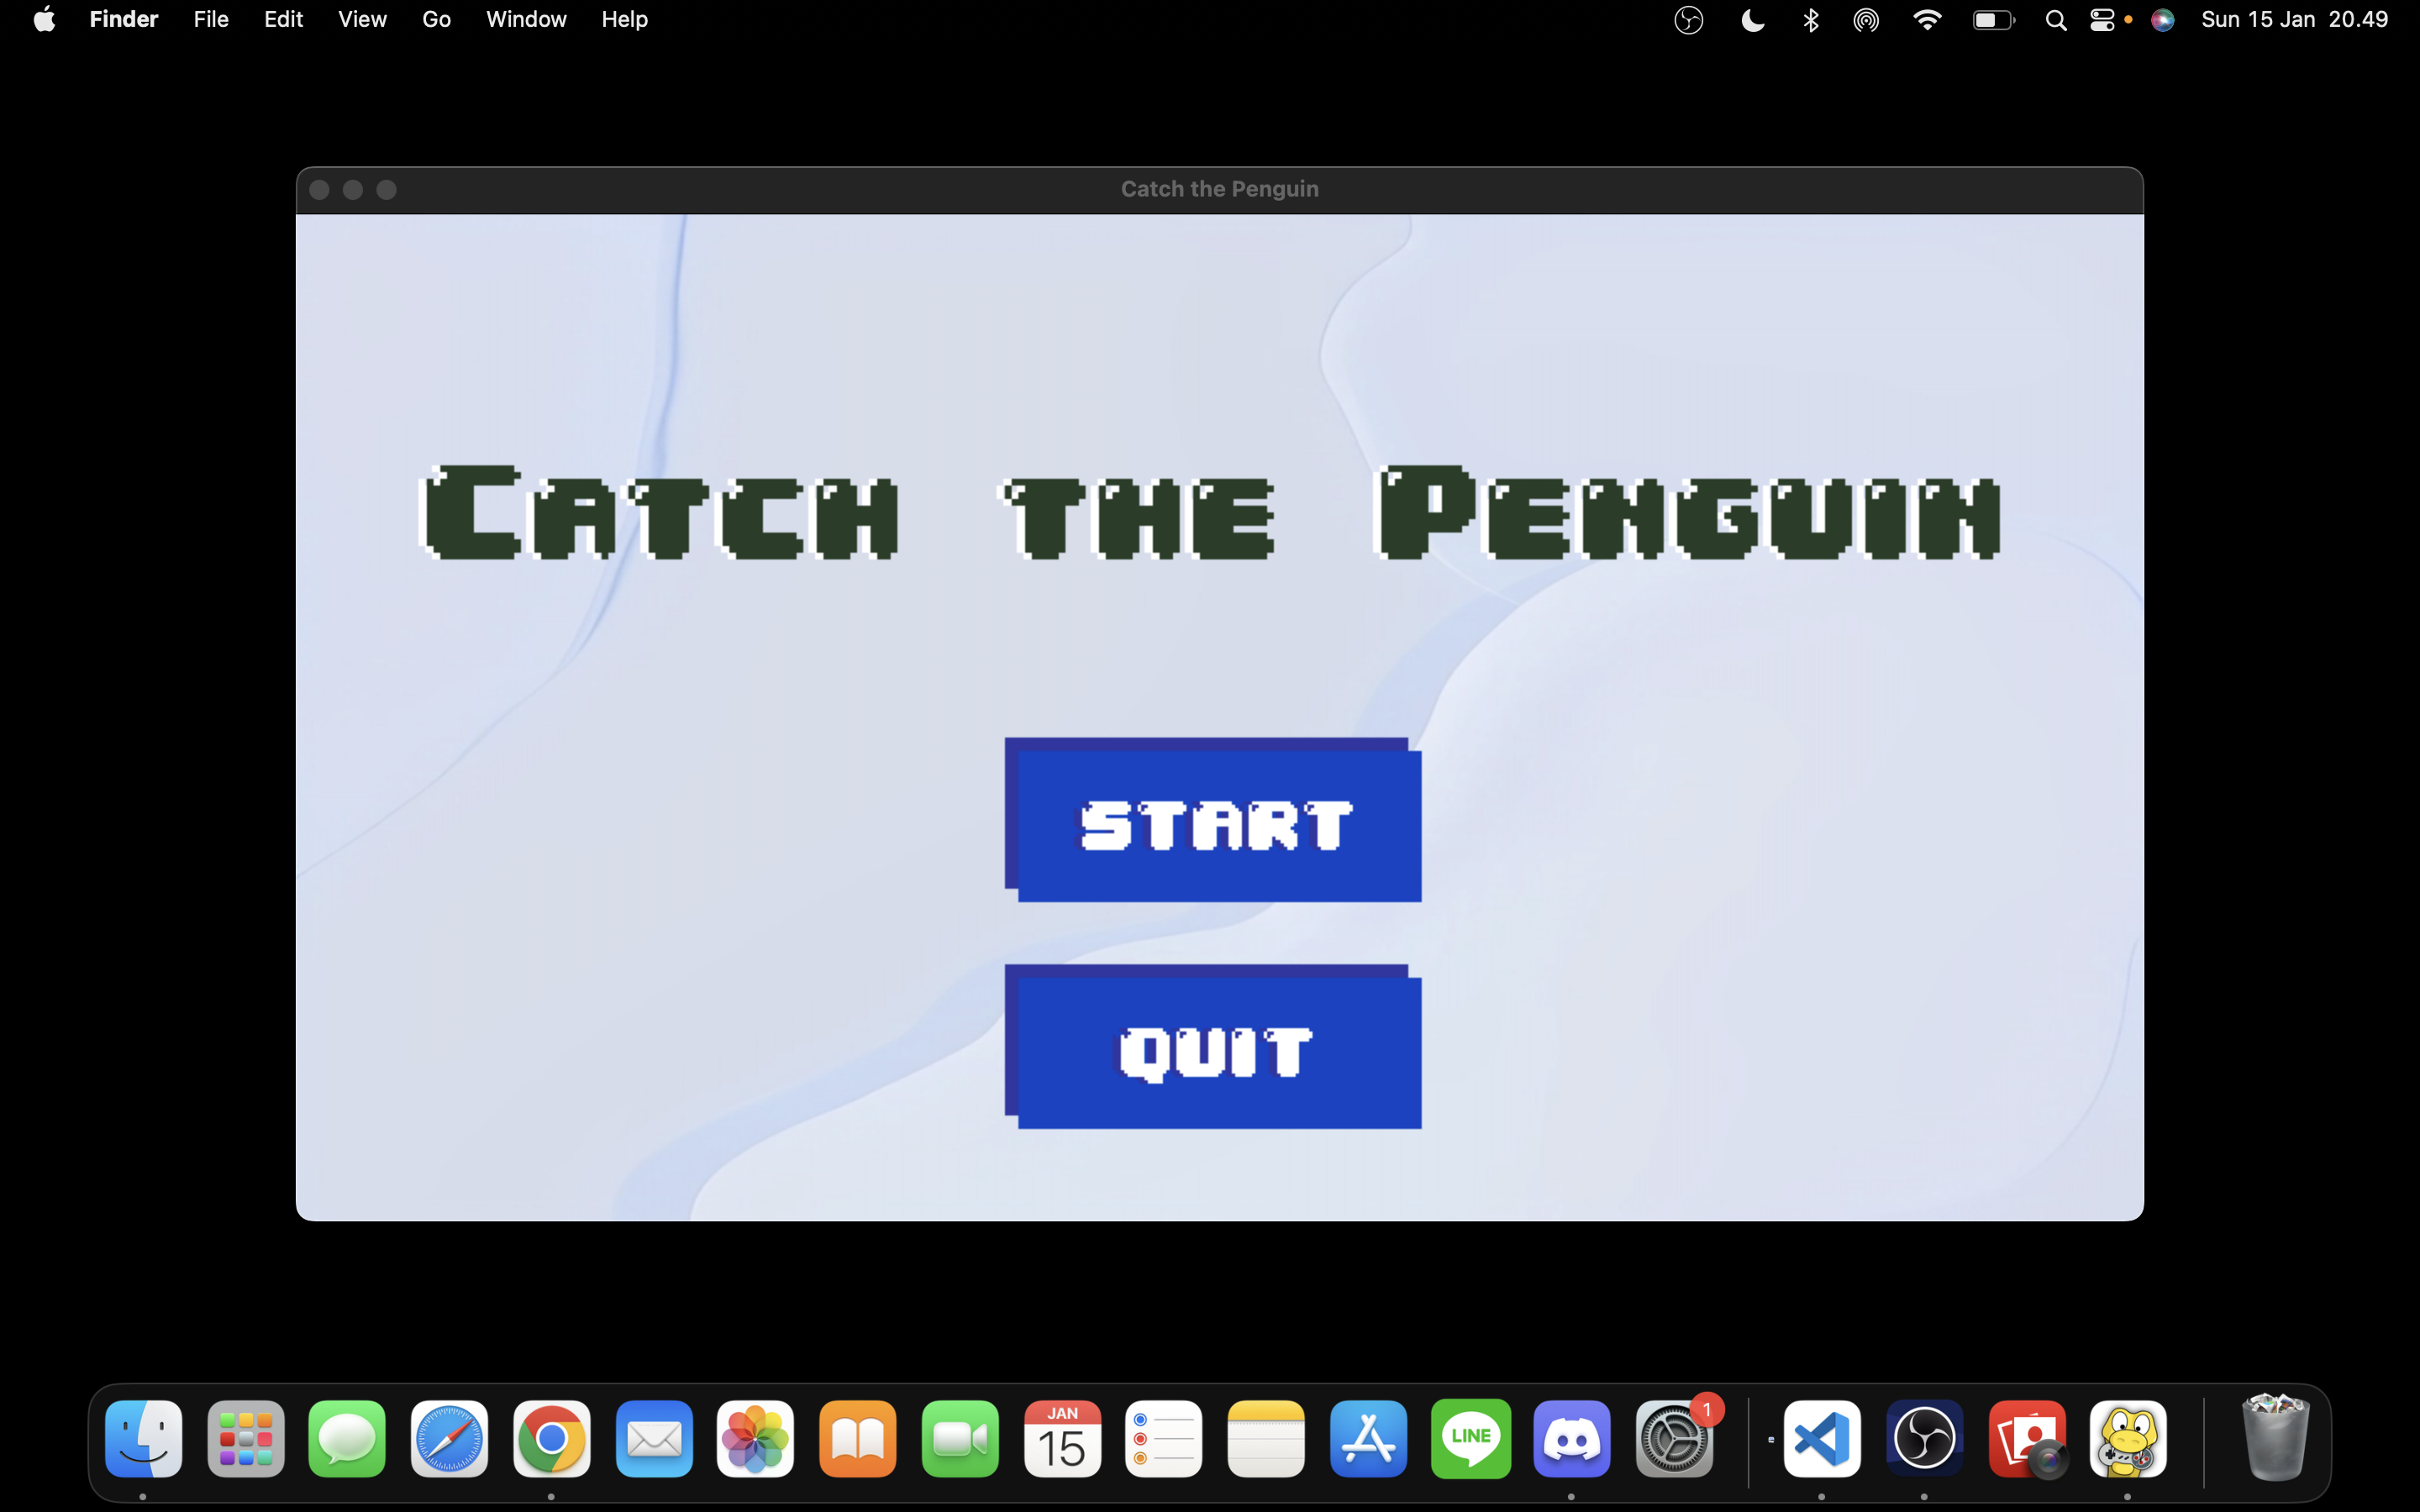 Finder File Edit View Go Window Help Sun 15 Jan 20.49
Catch the Penguin
Catch the Penguin
START
QUIT
JAN
15
LINE
1